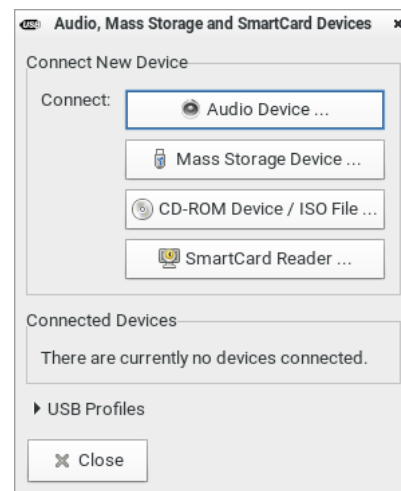 USB Audio, Mass Storage and SmartCard Devices
Connect New Device
Connect:
Audio Device ...
Mass Storage Device ...
CD-ROM Device / ISO File ...
SmartCard Reader ...
Connected Devices
There are currently no devices connected.
USB Profiles
Close